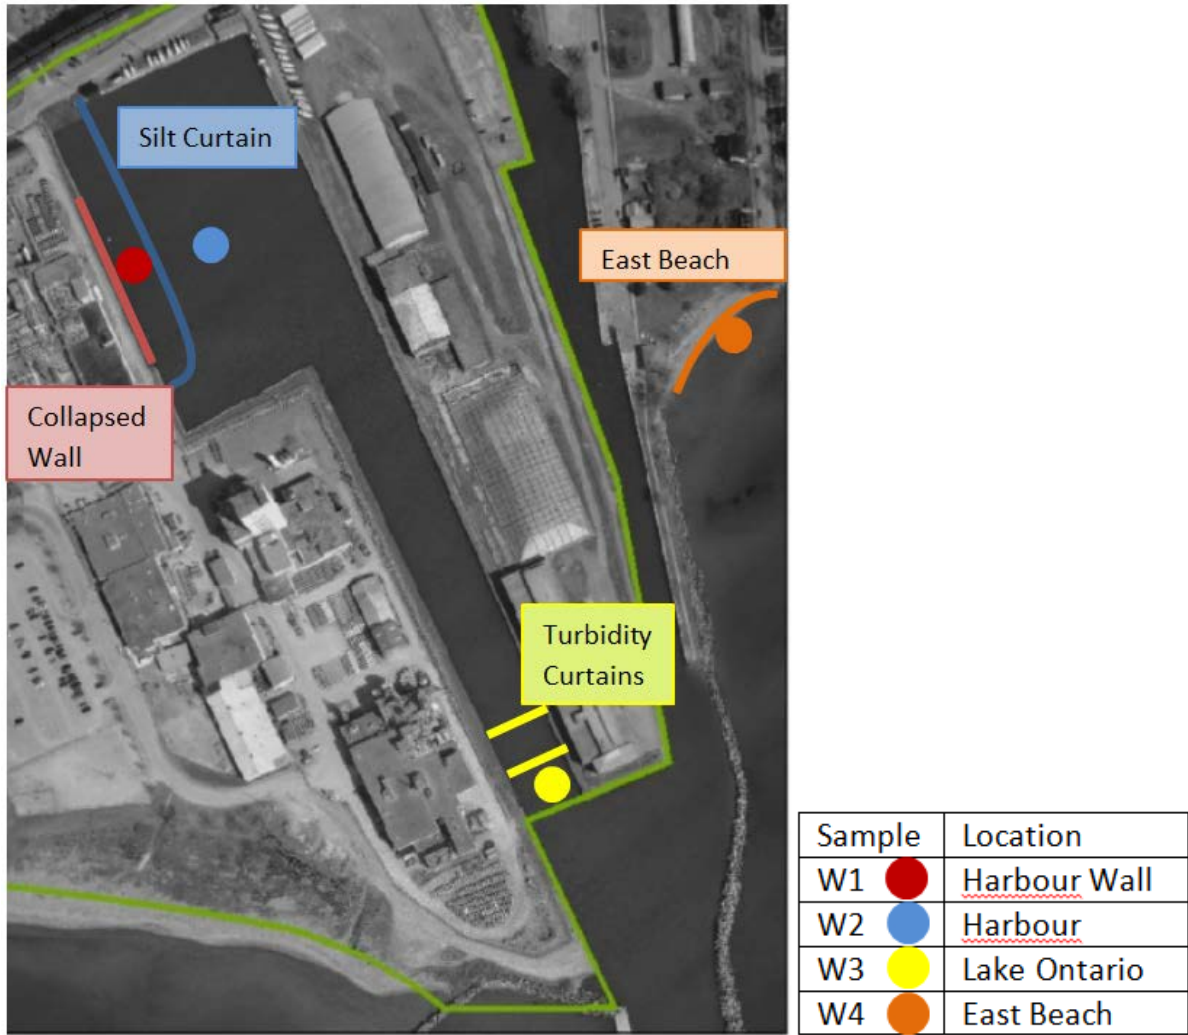 Silt Curtain
East Beach
Collapsed
Wall
Turbidity
Curtains
Sample Location
W1 Harbour Wall
W2 Harbour
W3 Lake Ontario
W4 East Beach